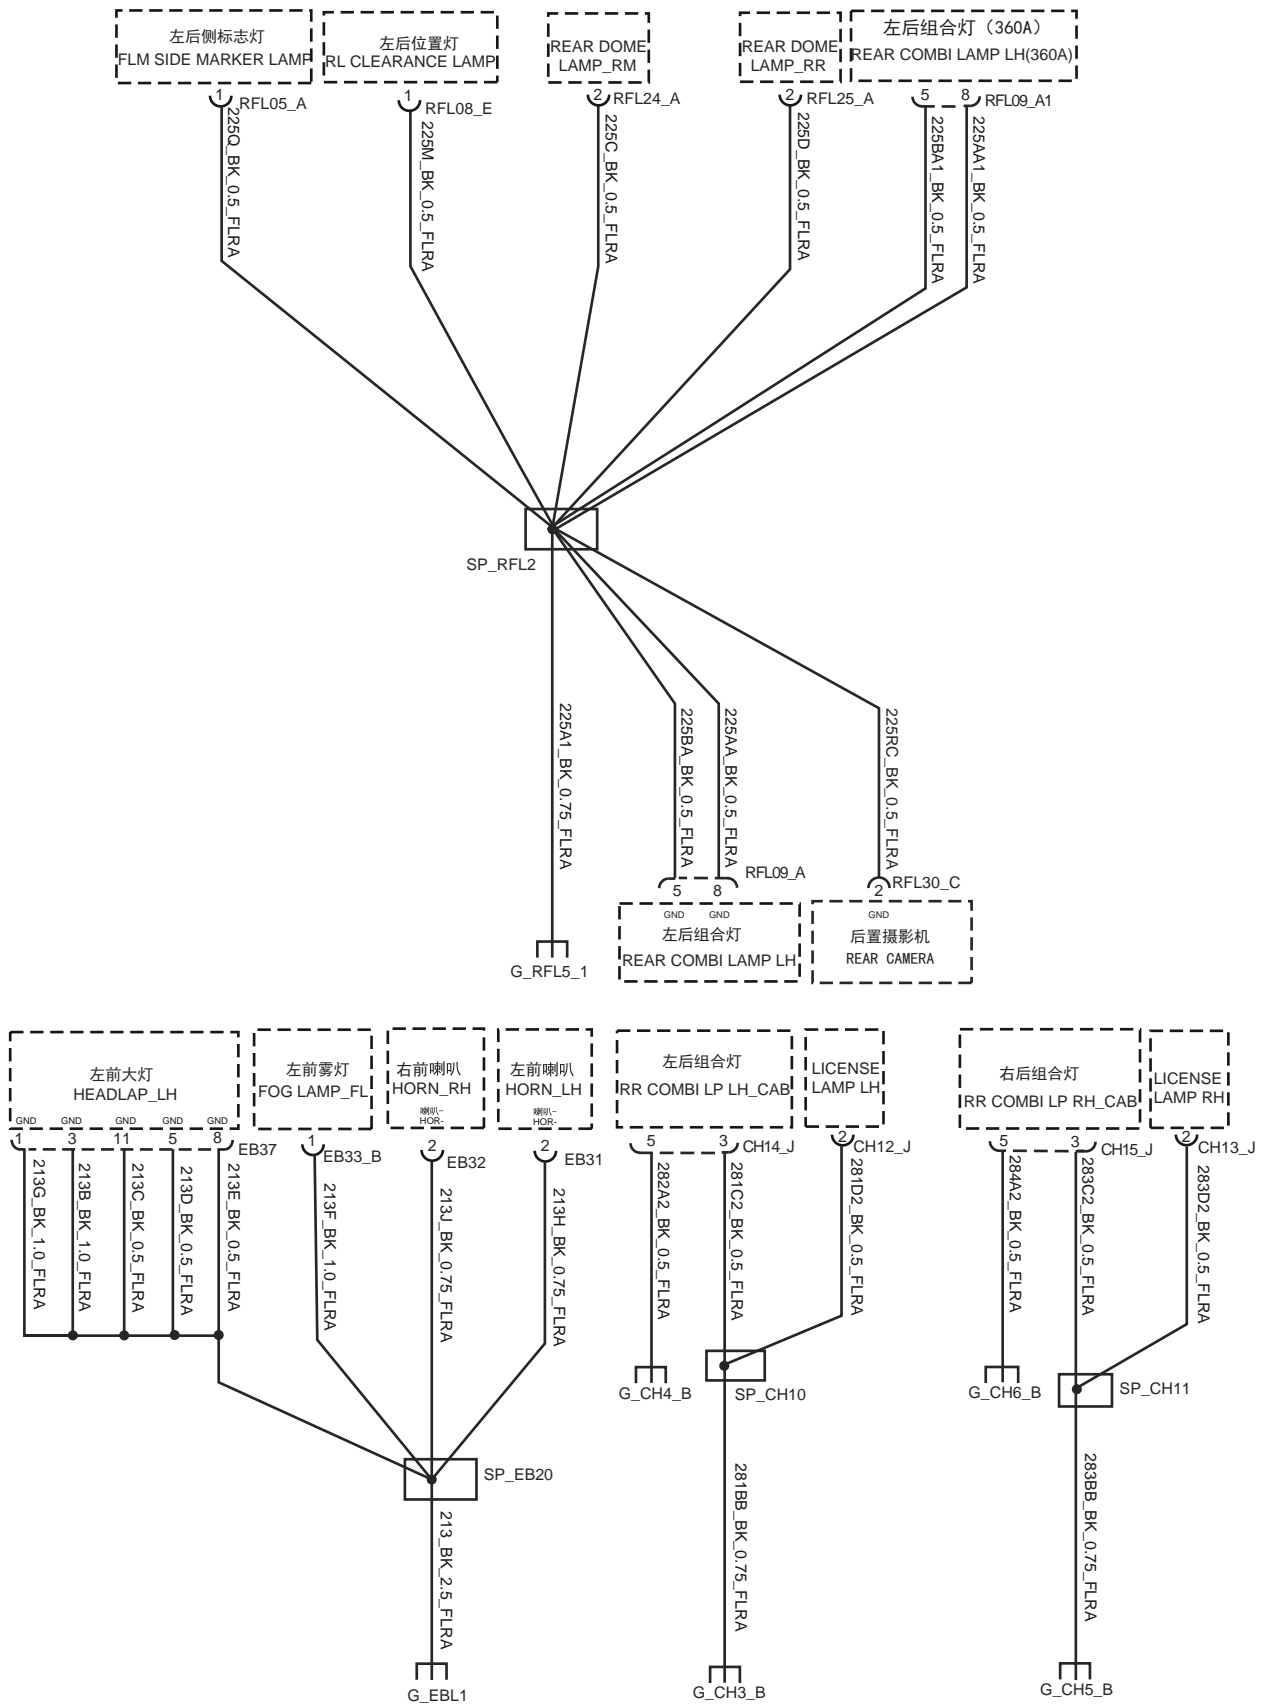 左后侧标志灯
FLM SIDE MARKER LAMP
左后位置灯
RL CLEARANCE LAMP
REAR DOME
LAMP_RM
REAR DOME
LAMP_RR
左后组合灯（360A）
REAR COMBI LAMP LH(360A)
1
RFL05_A
1
RFL08_E
2
RFL24_A
2
RFL25_A
5
8
RFL09_A1
225Q_BK_0.5_FLRA
225M_BK_0.5_FLRA
225C_BK_0.5_FLRA
225D_BK_0.5_FLRA
225BA1_BK_0.5_FLRA
225AA1_BK_0.5_FLRA
SP_RFL2
225A1_BK_0.75_FLRA
225BA_BK_0.5_FLRA
225AA_BK_0.5_FLRA
225RC_BK_0.5_FLRA
5
8
RFL09_A
2
RFL30_C
GND
GND
左后组合灯
REAR COMBI LAMP LH
GND
后置摄影机
REAR CAMERA
G_RFL5_1
左前大灯
HEADLAP_LH
GND
GND
GND
GND
GND
1
3
11
5
8
EB37
左前雾灯
FOG LAMP_FL
1
EB33_B
右前喇叭
HORN_RH
喇叭-
HOR-
2
EB32
左前喇叭
HORN_LH
喇叭-
HOR-
2
EB31
左后组合灯
RR COMBI LP LH_CAB
5
3
CH14_J
LICENSE
LAMP LH
2
CH12_J
右后组合灯
RR COMBI LP RH_CAB
5
3
CH15_J
LICENSE
LAMP RH
2
CH13_J
213G_BK_1.0_FLRA
213B_BK_1.0_FLRA
213C_BK_0.5_FLRA
213D_BK_0.5_FLRA
213E_BK_0.5_FLRA
213F_BK_1.0_FLRA
213J_BK_0.75_FLRA
213H_BK_0.75_FLRA
282A2_BK_0.5_FLRA
281C2_BK_0.5_FLRA
281D2_BK_0.5_FLRA
284A2_BK_0.5_FLRA
283C2_BK_0.5_FLRA
283D2_BK_0.5_FLRA
G_CH4_B
SP_CH10
G_CH6_B
SP_CH11
SP_EB20
213_BK_2.5_FLRA
281BB_BK_0.75_FLRA
283BB_BK_0.75_FLRA
G_EBL1
G_CH3_B
G_CH5_B